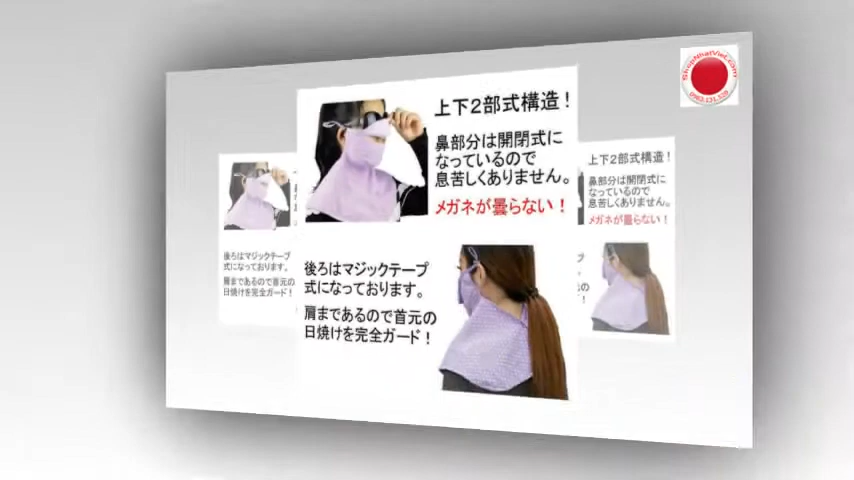 上下2部式構造！
鼻部分は開閉式に
なっているので
息苦しくありません。
メガネが曇らない！
後ろはマジックテープ
式になっております。
肩まであるので首元の
日焼けを完全ガード！
ShopNhatViet.com
0983.131.120
後ろはマジックテープ
式になっております。
肩まであるので首元の
日焼けを完全ガード！
上下2部式構造！
鼻部分は開閉式に
なっているので
息苦しくありません。
メガネが曇らない！